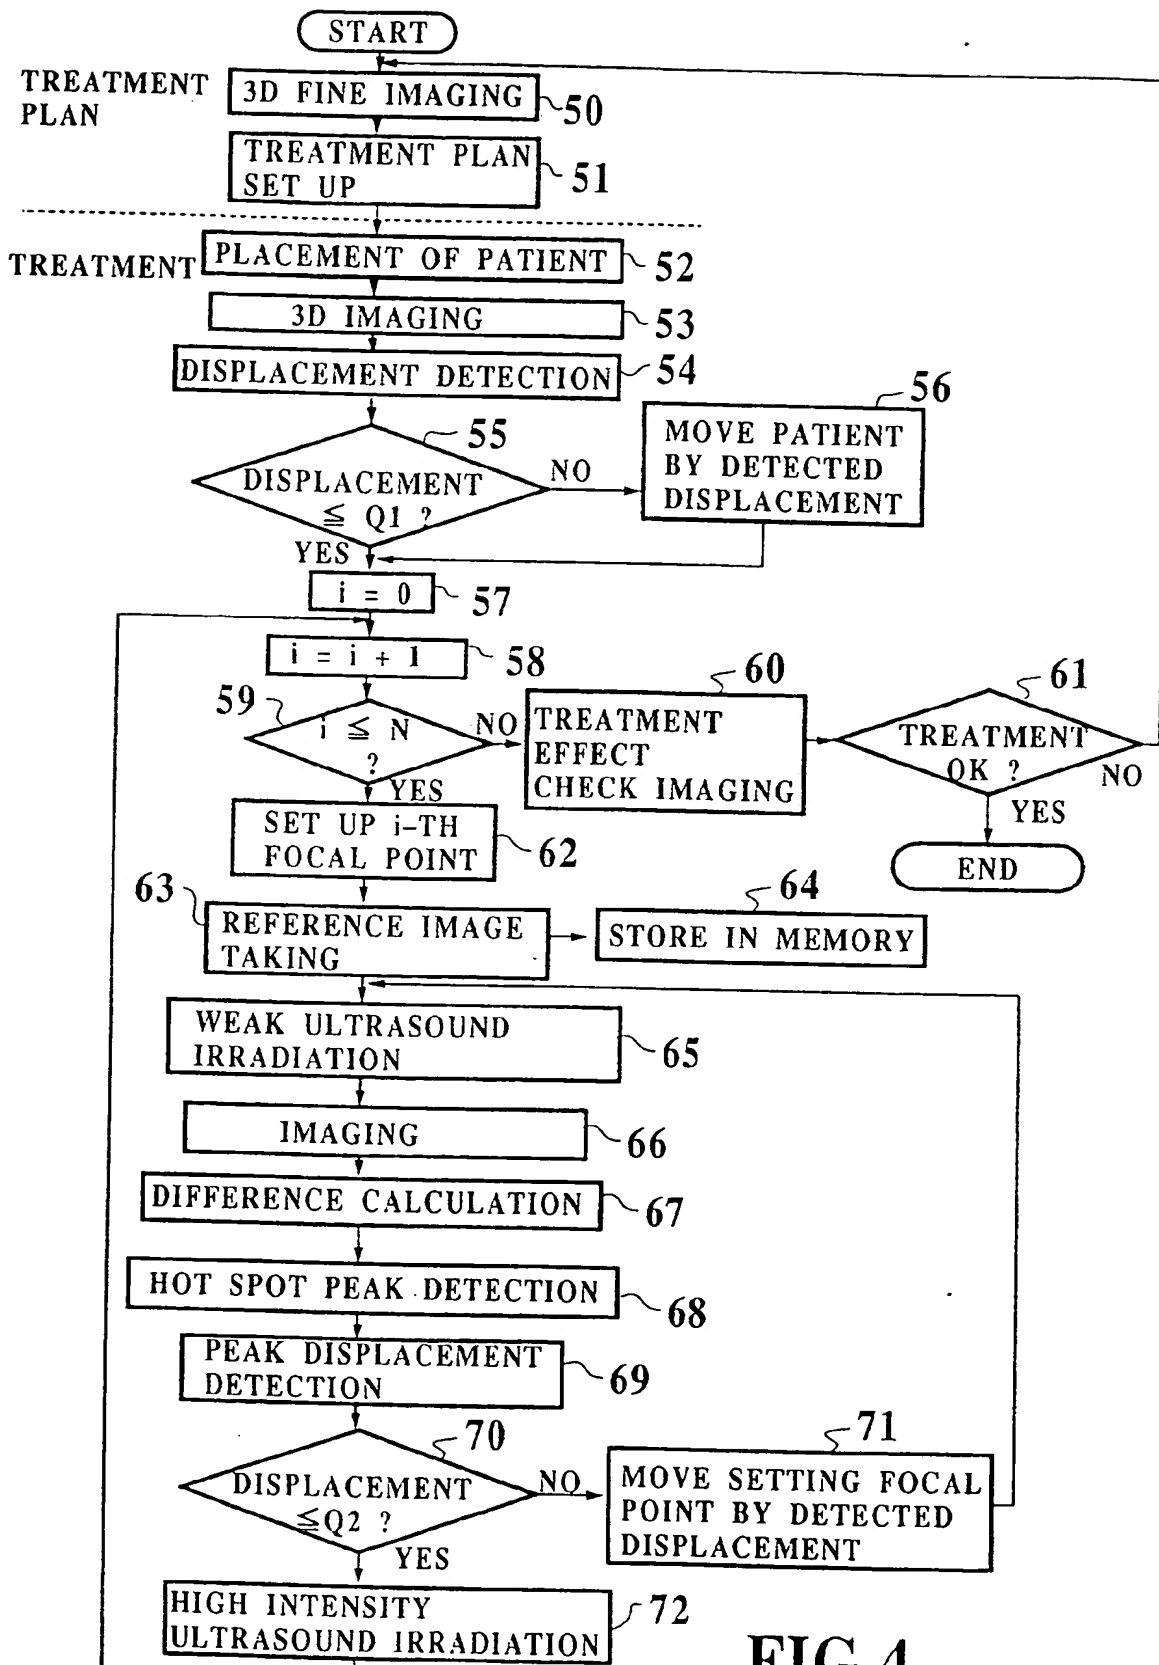 START
TREATMENT
PLAN
3D FINE IMAGING
50
TREATMENT PLAN
SET UP
51
TREATMENT
PLACEMENT OF PATIENT
52
3D IMAGING
53
DISPLACEMENT DETECTION
54
55
DISPLACEMENT
≦ Q1 ?
NO
YES
56
MOVE PATIENT
BY DETECTED
DISPLACEMENT
i = 0
57
i = i + 1
58
59
i ≦ N
?
NO
YES
60
TREATMENT
EFFECT
CHECK IMAGING
61
TREATMENT
OK ?
NO
YES
END
SET UP i-TH
FOCAL POINT
62
63
REFERENCE IMAGE
TAKING
64
STORE IN MEMORY
WEAK ULTRASOUND
IRRADIATION
65
IMAGING
66
DIFFERENCE CALCULATION
67
HOT SPOT PEAK DETECTION
68
PEAK DISPLACEMENT
DETECTION
69
70
DISPLACEMENT
≦Q2 ?
NO
YES
71
MOVE SETTING FOCAL
POINT BY DETECTED
DISPLACEMENT
HIGH INTENSITY
ULTRASOUND IRRADIATION
72
FIG.4